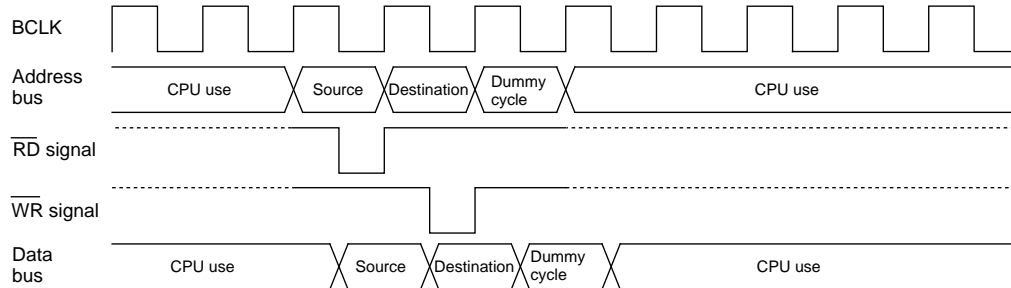 BCLK
Address
bus
CPU use
Source
Destination
Dummy
cycle
CPU use
RD signal
WR signal
Data
bus
CPU use
Source
Destination
Dummy
cycle
CPU use